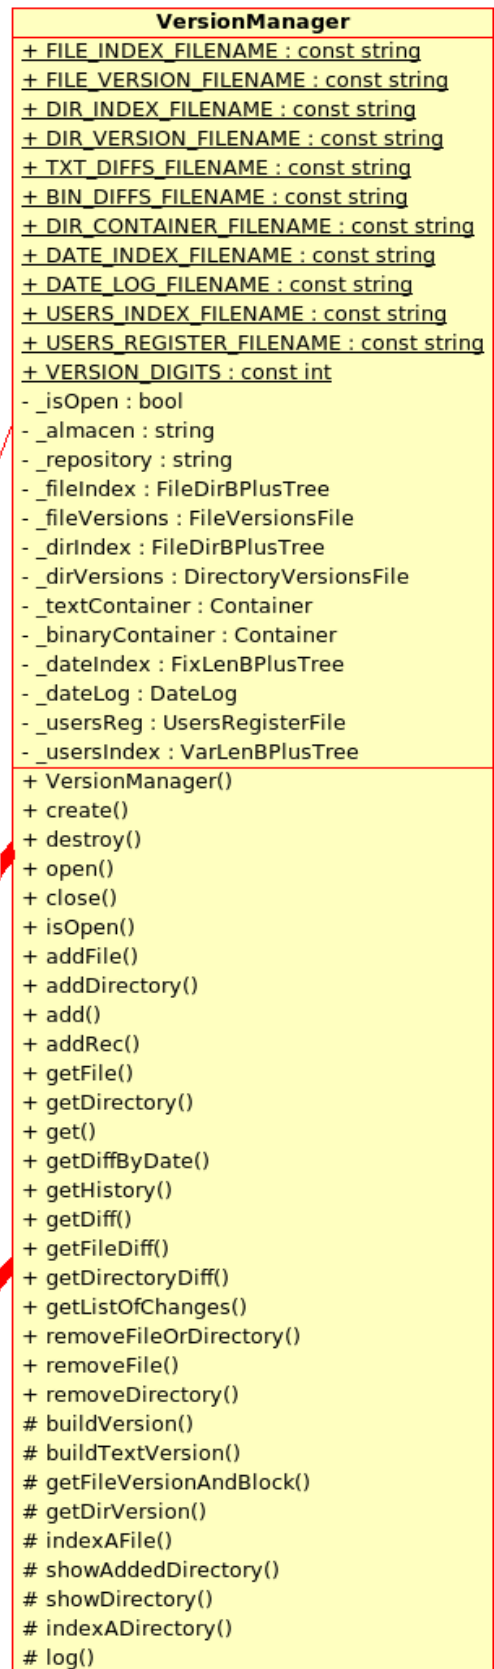 VersionManager
+ FILE_INDEX_FILENAME : const string
+ FILE_VERSION_FILENAME : const string
+ DIR_INDEX_FILENAME : const string
+ DIR_VERSION_FILENAME : const string
+ TXT_DIFFS_FILENAME : const string
+ BIN_DIFFS_FILENAME : const string
+ DIR_CONTAINER_FILENAME : const string
+ DATE_INDEX_FILENAME : const string
+ DATE_LOG_FILENAME : const string
+ USERS_INDEX_FILENAME : const string
+ USERS_REGISTER_FILENAME : const string
+ VERSION_DIGITS : const int
- _isOpen : bool
- _almacen : string
- _repository : string
- _fileIndex : FileDirBPlusTree
- _fileVersions : FileVersionsFile
- _dirIndex : FileDirBPlusTree
- _dirVersions : DirectoryVersionsFile
- _textContainer : Container
- _binaryContainer : Container
- _dateIndex : FixLenBPlusTree
- _dateLog : DateLog
- _usersReg : UsersRegisterFile
- _usersIndex : VarLenBPlusTree
+ VersionManager()
+ create()
+ destroy()
+ open()
+ close()
+ isOpen()
+ addFile()
+ addDirectory()
+ add()
+ addRec()
+ getFile()
+ getDirectory()
+ get()
+ getDiffByDate()
+ getHistory()
+ getDiff()
+ getFileDiff()
+ getDirectoryDiff()
+ getListOfChanges()
+ removeFileOrDirectory()
+ removeFile()
+ removeDirectory()
# buildVersion()
# buildTextVersion()
# getFileVersionAndBlock()
# getDirVersion()
# indexAFile()
# showAddedDirectory()
# showDirectory()
# indexADirectory()
# log()